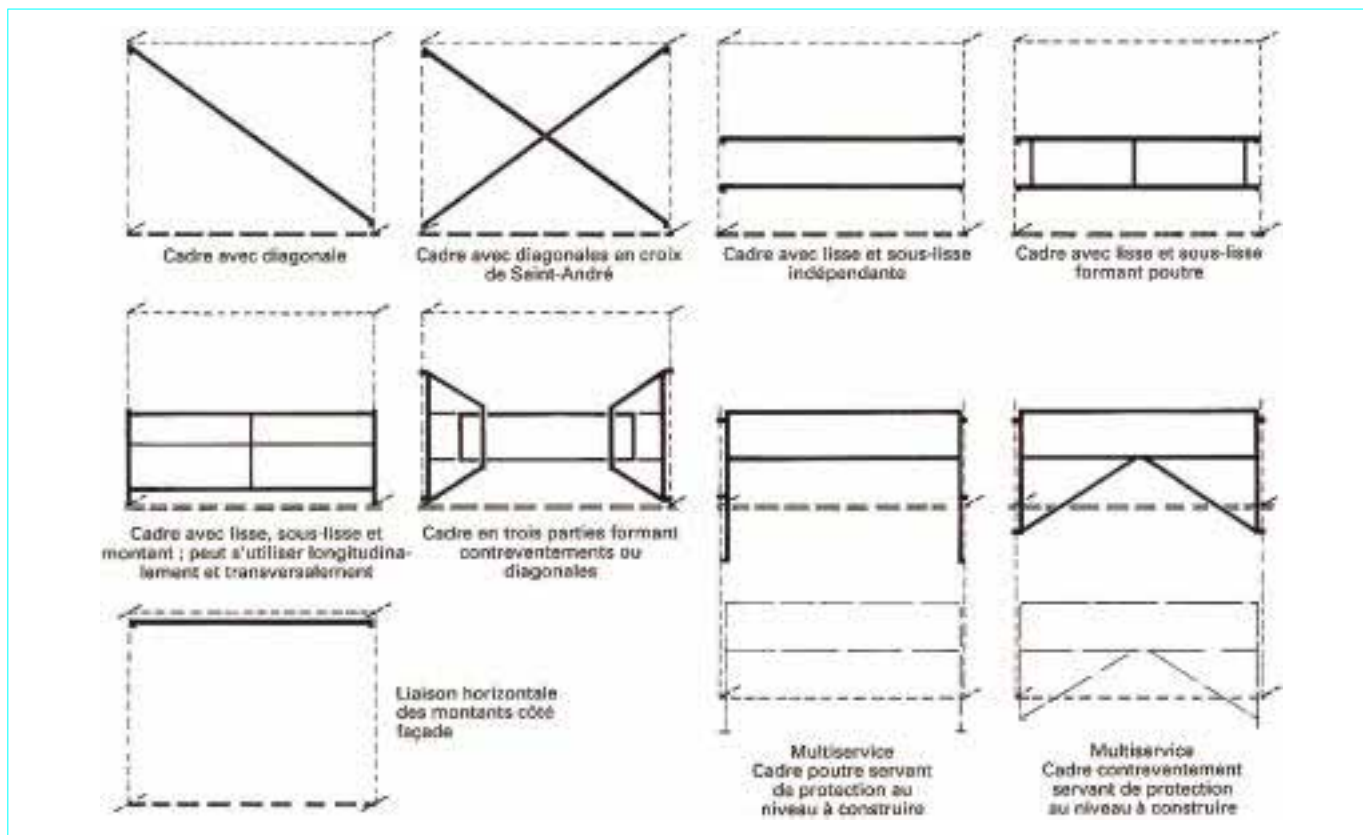 Cadre avec diagonale
Cadre avec diagonales en croix
de Saint-André
Cadre avec lisse et sous-lisse
indépendante
Cadre avec lisse et sous-lisse
formant poutre
Cadre avec lisse, sous-lisse et
montant ; peut s'utiliser longitudina-
lement et transversalement
Cadre en trois parties formant
contreventements ou
diagonales
Liaison horizontale
des montants côté
façade
Multiservice
Cadre poutre servant
de protection au
niveau à construire
Multiservice
Cadre contreventement
servant de protection
au niveau à construire